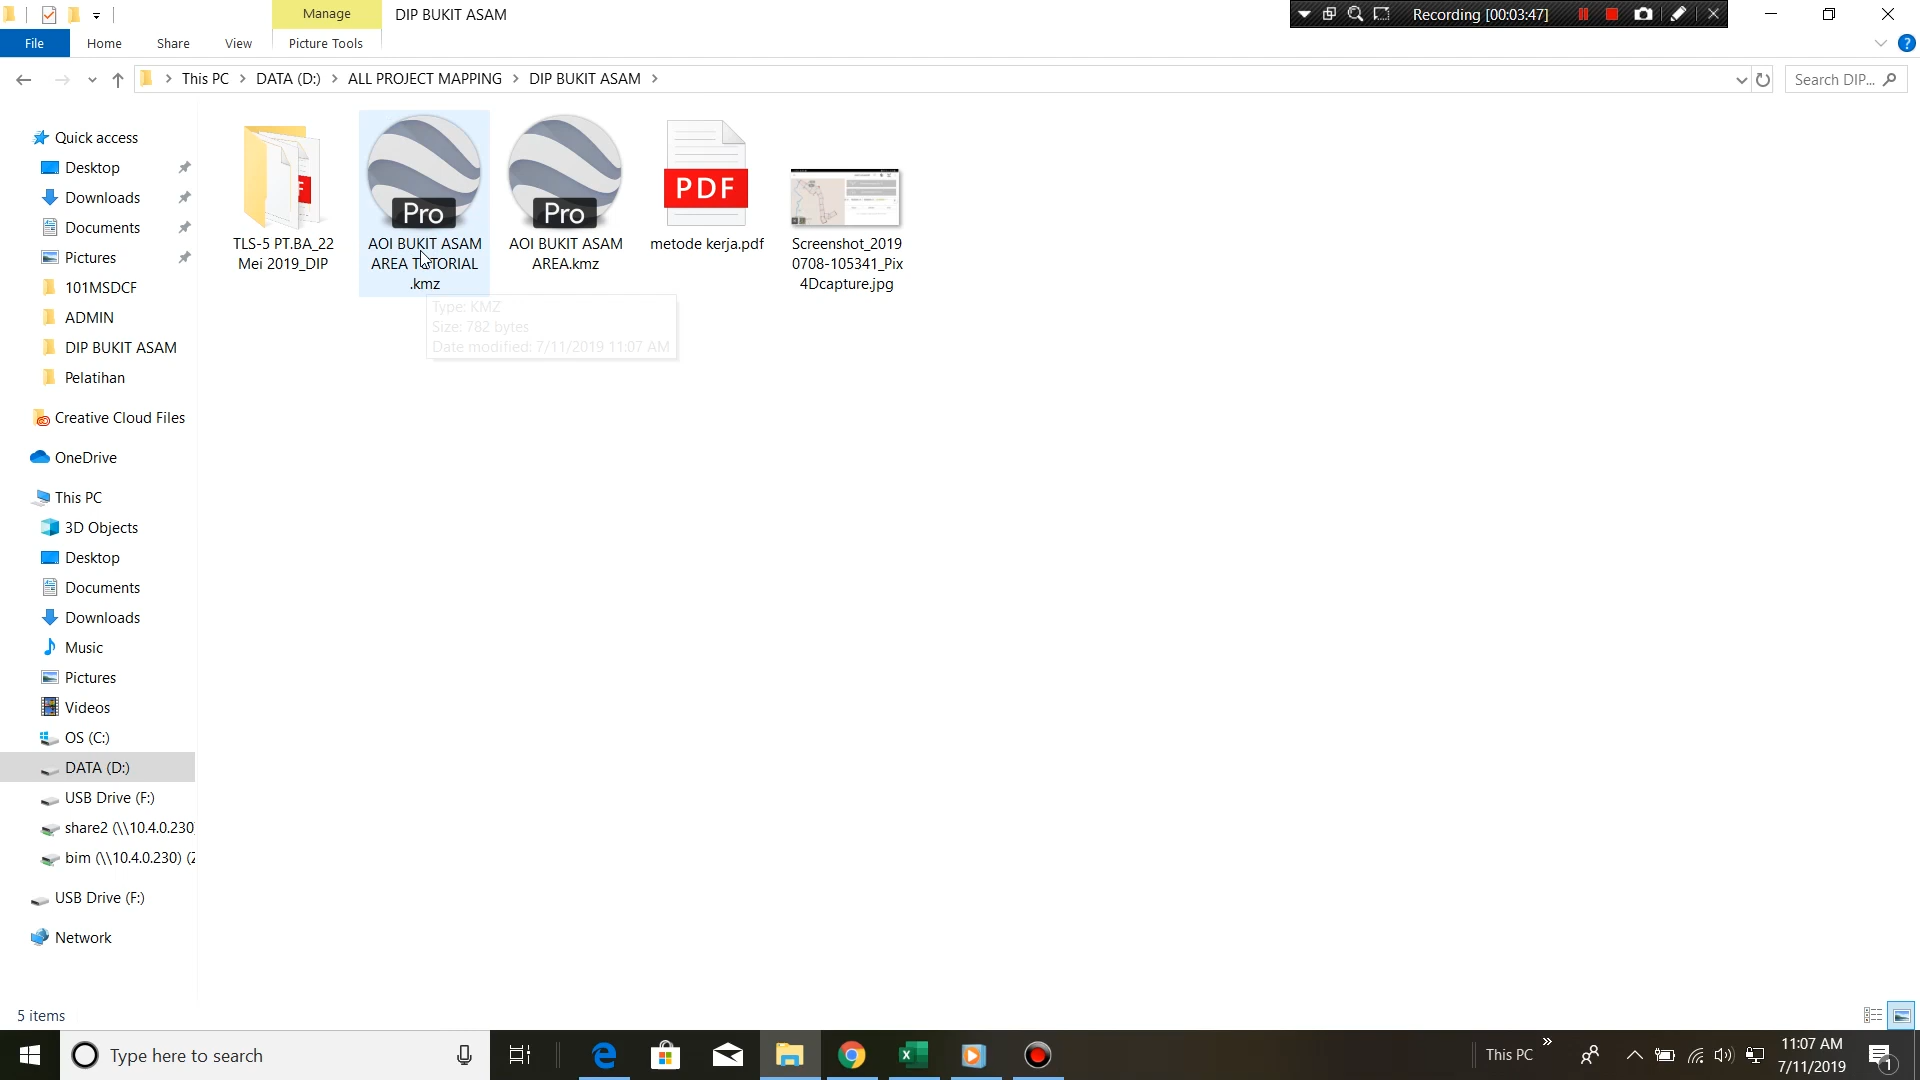 Manage
DIP BUKIT ASAM
Recording [00:03:47]
File
Home
Share
View
Picture Tools
This PC
DATA (D:)
ALL PROJECT MAPPING
DIP BUKIT ASAM
Search DIP...
Quick access
Desktop
Downloads
Documents
Pictures
101MSDCF
ADMIN
DIP BUKIT ASAM
Pelatihan
Creative Cloud Files
OneDrive
This PC
3D Objects
Desktop
Documents
Downloads
Music
Pictures
Videos
OS (C:)
DATA (D:)
USB Drive (F:)
share2 (\\10.4.0.230)
bim (\\10.4.0.230) (Z
USB Drive (F:)
Network
TLS-5 PT.BA_22
Mei 2019_DIP
Pro
AOI BUKIT ASAM
AREA TUTORIAL
.kmz
Pro
AOI BUKIT ASAM
AREA.kmz
PDF
metode kerja.pdf
Screenshot_2019
0708-105341_Pix
4Dcapture.jpg
Type: KMZ
Size: 782 bytes
Date modified: 7/11/2019 11:07 AM
5 items
Type here to search
This PC
11:07 AM
7/11/2019
1